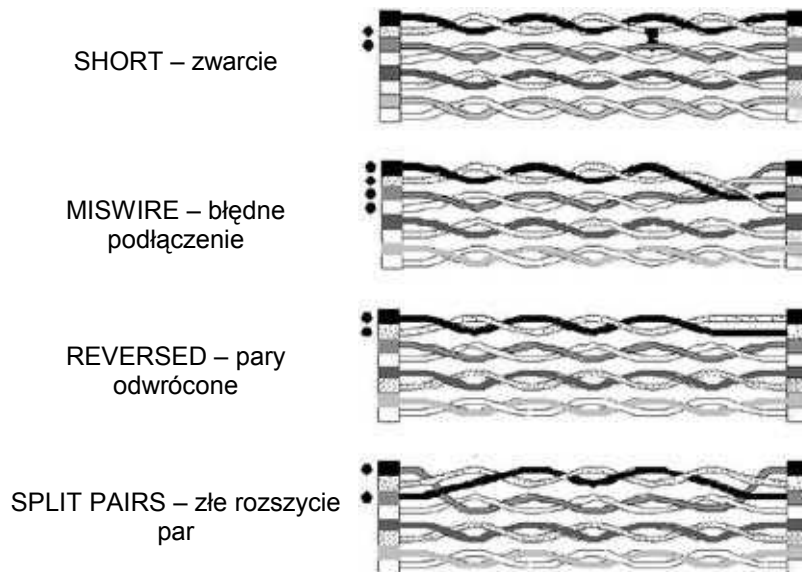 SHORT – zwarcie
MISWIRE – błędne
podłączenie
REVERSED – pary
odwrócone
SPLIT PAIRS – złe rozszycie
par